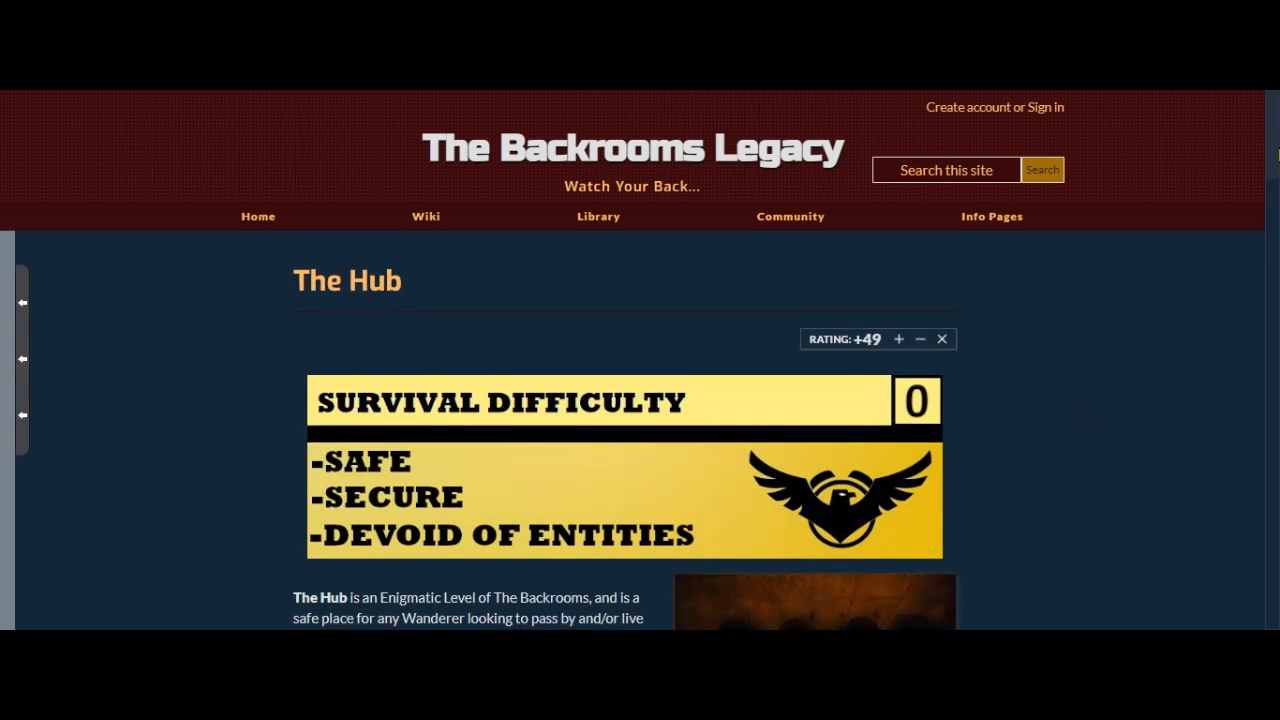 Create account or Sign in
The Backrooms Legacy
Search this site Search
Watch Your Back...
Home Wiki Library Community Info Pages
The Hub
RATING: +49 + − ×
SURVIVAL DIFFICULTY 0
-SAFE
-SECURE
-DEVOID OF ENTITIES
The Hub is an Enigmatic Level of The Backrooms, and is a
safe place for any Wanderer looking to pass by and/or live